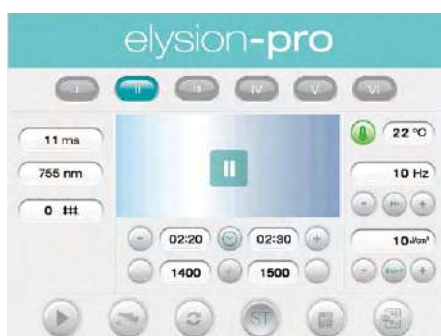 elysion-pro
I II III IV V VI
11 ms
22 °C
755 nm
10 Hz
0
- Hz +
- 02:20 02:30 +
10 J/cm²
1400 1500
ST